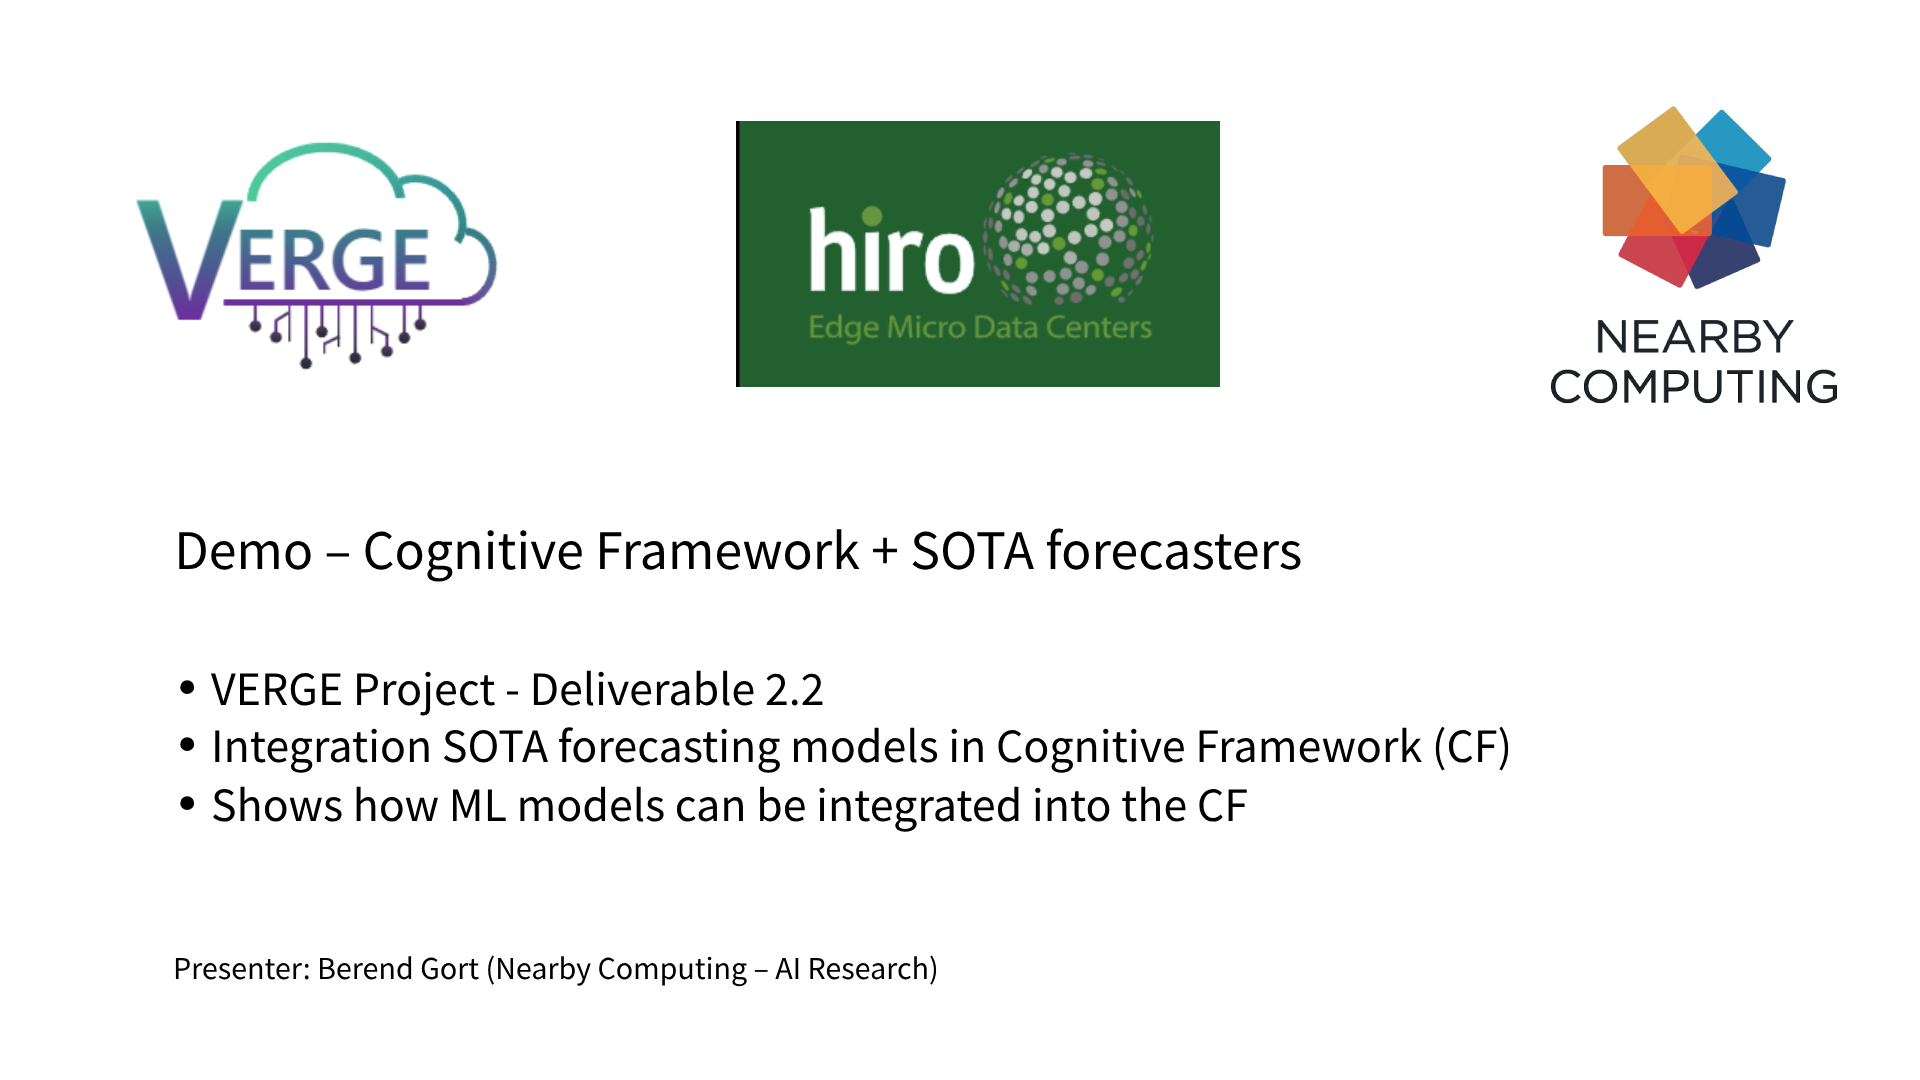 VERGE
hiro
Edge Micro Data Centers
NEARBY
COMPUTING
Demo – Cognitive Framework + SOTA forecasters
• VERGE Project - Deliverable 2.2
• Integration SOTA forecasting models in Cognitive Framework (CF)
• Shows how ML models can be integrated into the CF
Presenter: Berend Gort (Nearby Computing – AI Research)